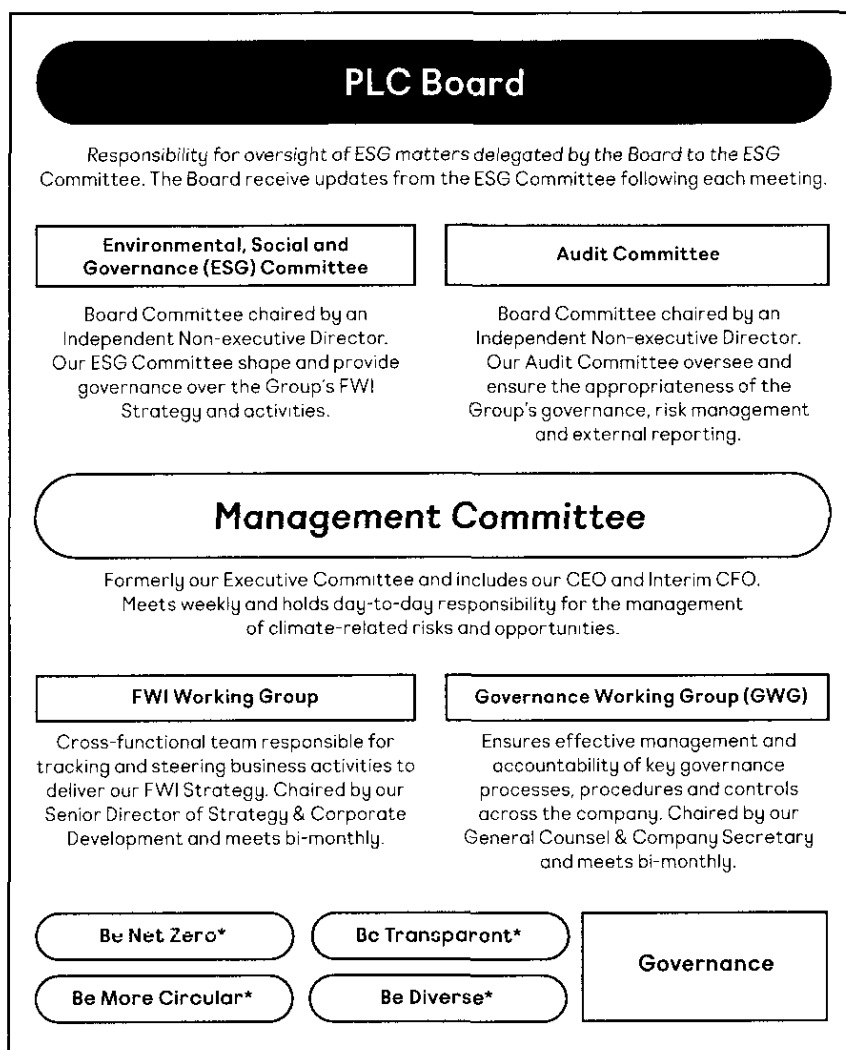 PLC Board
Responsibility for oversight of ESG matters delegated by the Board to the ESG
Committee. The Board receive updates from the ESG Committee following each meeting.
Environmental, Social and
Governance (ESG) Committee
Board Committee chaired by an
Independent Non-executive Director.
Our ESG Committee shape and provide
governance over the Group's FWI
Strategy and activities.
Audit Committee
Board Committee chaired by an
Independent Non-executive Director.
Our Audit Committee oversee and
ensure the appropriateness of the
Group's governance, risk management
and external reporting.
Management Committee
Formerly our Executive Committee and includes our CEO and Interim CFO.
Meets weekly and holds day-to-day responsibility for the management
of climate-related risks and opportunities.
FWI Working Group
Cross-functional team responsible for
tracking and steering business activities to
deliver our FWI Strategy. Chaired by our
Senior Director of Strategy & Corporate
Development and meets bi-monthly.
Governance Working Group (GWG)
Ensures effective management and
accountability of key governance
processes, procedures and controls
across the company. Chaired by our
General Counsel & Company Secretary
and meets bi-monthly.
Be Net Zero*
Be Transparent*
Be More Circular*
Be Diverse*
Governance